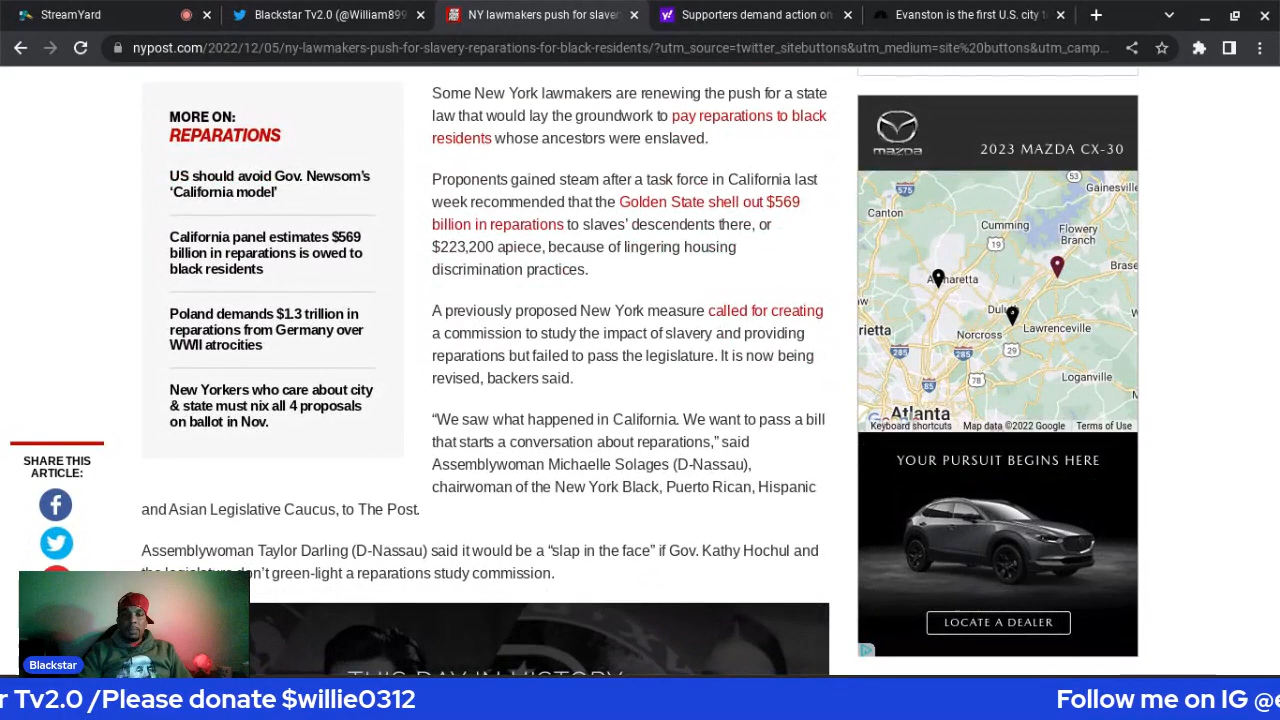 StreamYard
Blackstar Tv2.0 (@William899
NY lawmakers push for slaver
Supporters demand action on
Evanston is the first U.S. city t
nypost.com/2022/12/05/ny-lawmakers-push-for-slavery-reparations-for-black-residents/?utm_source=twitter_sitebuttons&utm_medium=site%20buttons&utm_camp...
MORE ON:
REPARATIONS
US should avoid Gov. Newsom's
'California model'
California panel estimates $569
billion in reparations is owed to
black residents
Poland demands $1.3 trillion in
reparations from Germany over
WWII atrocities
New Yorkers who care about city
& state must nix all 4 proposals
on ballot in Nov.
SHARE THIS
ARTICLE:
Some New York lawmakers are renewing the push for a state
law that would lay the groundwork to pay reparations to black
residents whose ancestors were enslaved.
Proponents gained steam after a task force in California last
week recommended that the Golden State shell out $569
billion in reparations to slaves' descendents there, or
$223,200 apiece, because of lingering housing
discrimination practices.
A previously proposed New York measure called for creating
a commission to study the impact of slavery and providing
reparations but failed to pass the legislature. It is now being
revised, backers said.
“We saw what happened in California. We want to pass a bill
that starts a conversation about reparations,” said
Assemblywoman Michaelle Solages (D-Nassau),
chairwoman of the New York Black, Puerto Rican, Hispanic
and Asian Legislative Caucus, to The Post.
Assemblywoman Taylor Darling (D-Nassau) said it would be a “slap in the face” if Gov. Kathy Hochul and
the legislature don't green-light a reparations study commission.
THIS DAY IN HISTORY
mazda
2023 MAZDA CX-30
53
575
Gainesville
Canton
Cumming
Flowery
Branch
19
Brase
Duluth
Norcross
Lawrenceville
rietta
285
285
29
78
Loganville
85
Atlanta
Keyboard shortcuts
Map data ©2022 Google
Terms of Use
YOUR PURSUIT BEGINS HERE
LOCATE A DEALER
Blackstar
r Tv2.0 /Please donate $willie0312
Follow me on IG @e